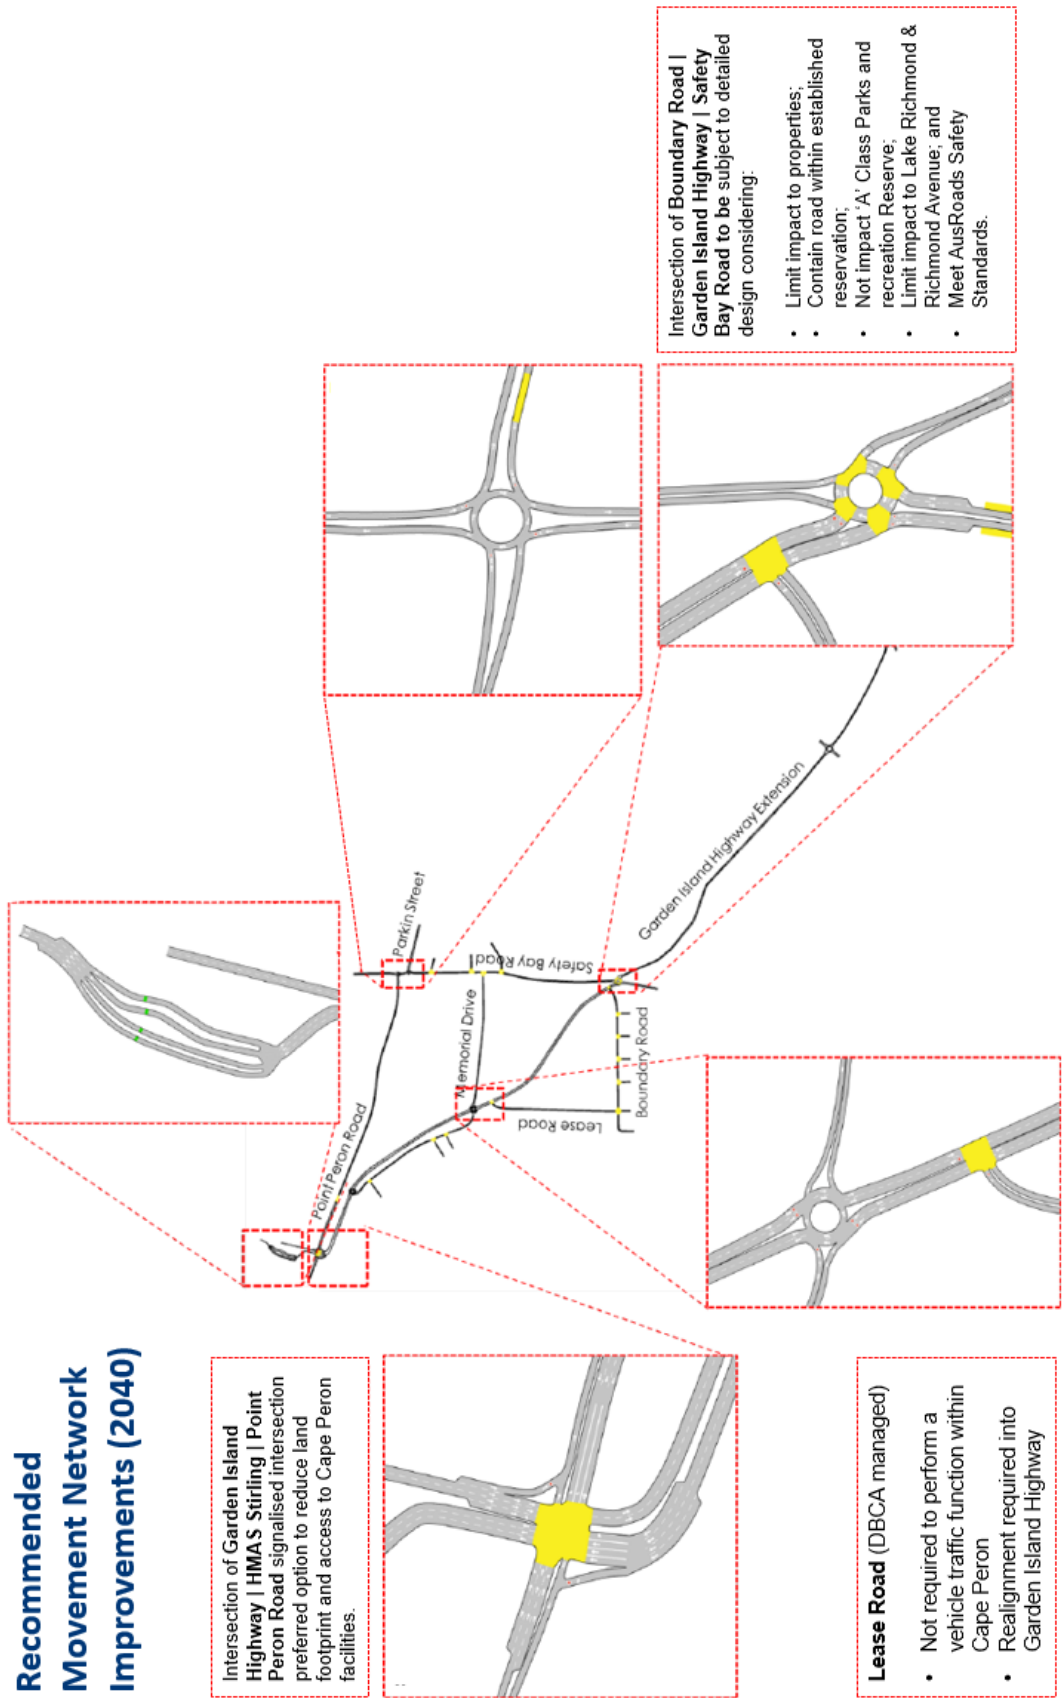 Recommended
Movement Network
Improvements (2040)
Intersection of Garden Island
Highway | HMAS Stirling | Point
Peron Road signalised intersection
preferred option to reduce land
footprint and access to Cape Peron
facilities.
Lease Road (DBCA managed)
• Not required to perform a
vehicle traffic function within
Cape Peron
• Realignment required into
Garden Island Highway
Point Peron Road
Parkin Street
Memorial Drive
Safety Bay Road
Lease Road
Boundary Road
Garden Island Highway Extension
Intersection of Boundary Road |
Garden Island Highway | Safety
Bay Road to be subject to detailed
design considering:
• Limit impact to properties;
• Contain road within established
reservation;
• Not impact 'A' Class Parks and
recreation Reserve;
• Limit impact to Lake Richmond &
Richmond Avenue; and
• Meet AusRoads Safety
Standards.